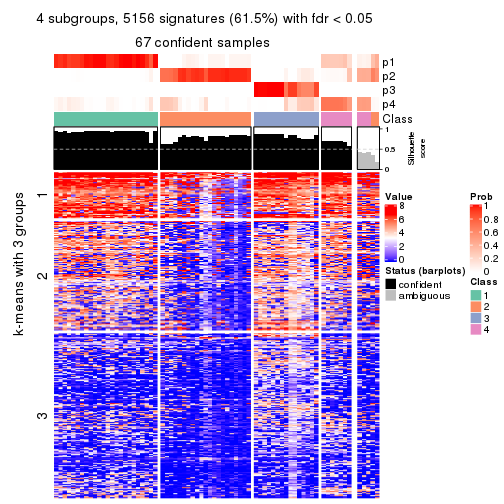 4 subgroups, 5156 signatures (61.5%) with fdr < 0.05
67 confident samples
p1
p2
p3
p4
Class
1
0.5
0
Silhouette
score
k-means with 3 groups
1
2
3
Value
8
6
4
2
0
Status (barplots)
confident
ambiguous
Prob
1
0.8
0.6
0.4
0.2
0
Class
1
2
3
4